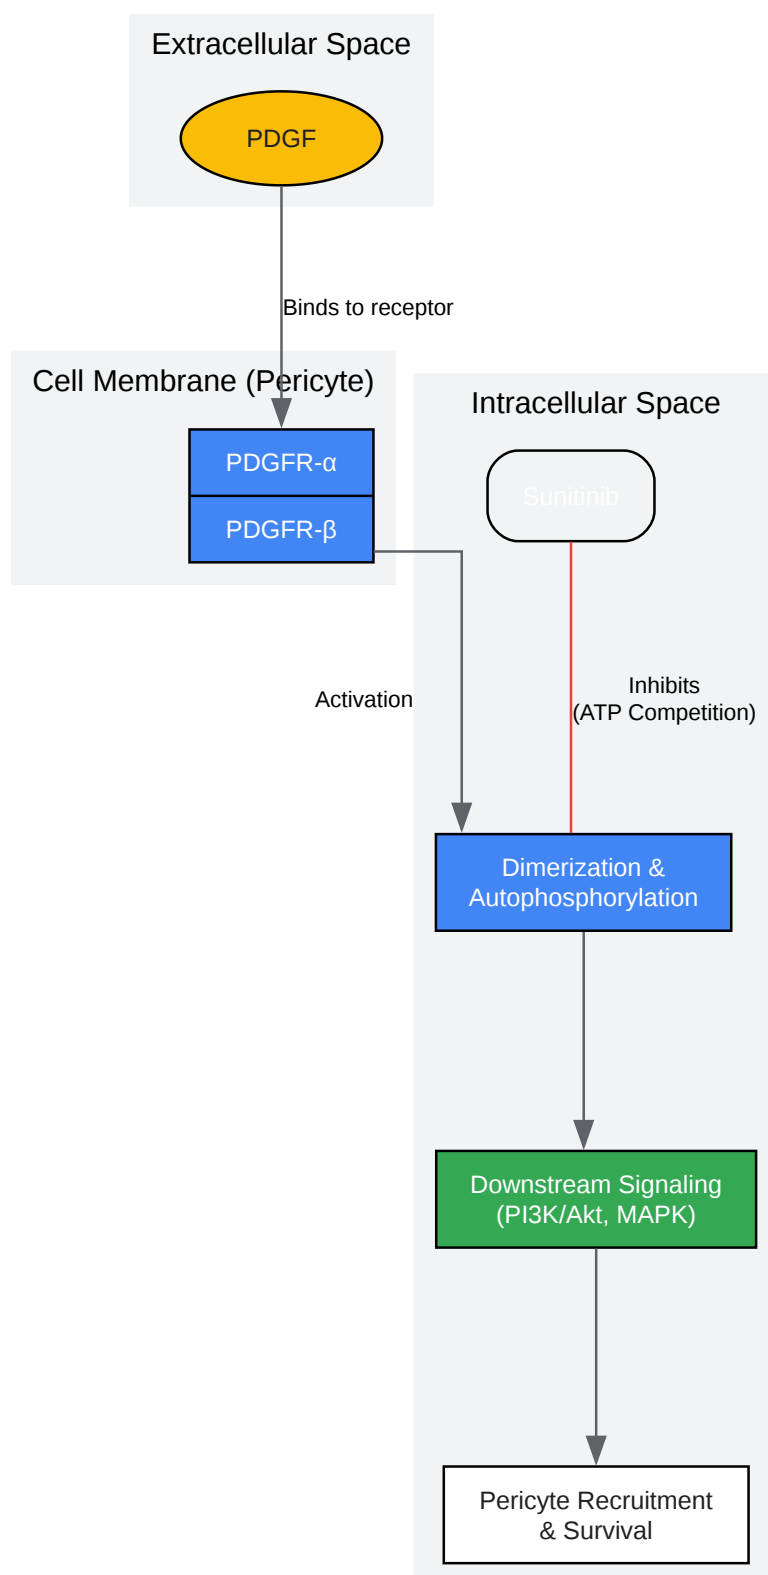 Extracellular Space
PDGF
Binds to receptor
Cell Membrane (Pericyte)
PDGFR-α
PDGFR-β
Intracellular Space
Sunitinib
Activation
Inhibits
(ATP Competition)
Dimerization &
Autophosphorylation
Downstream Signaling
(PI3K/Akt, MAPK)
Pericyte Recruitment
& Survival